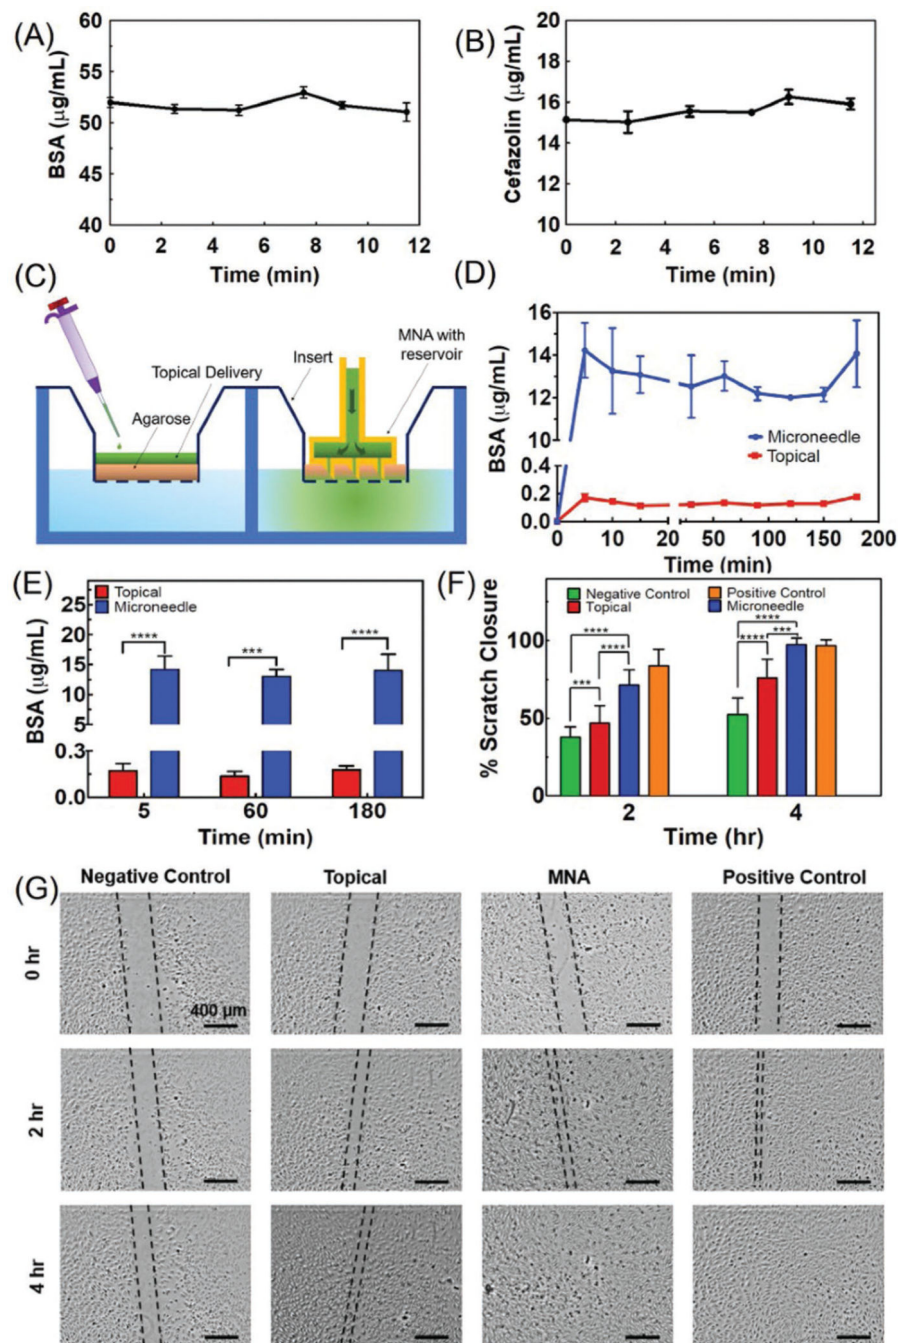 (A)
BSA (µg/mL)
60
55
50
45
40
0 2 4 6 8 10 12
Time (min)
(B)
Cefazolin (µg/mL)
20
18
16
14
12
10
0 2 4 6 8 10 12
Time (min)
(C)
Topical Delivery
Agarose
Insert
MNA with
reservoir
(D)
BSA (µg/mL)
16
14
12
10
0.4
0.2
0.0
Microneedle
Topical
0 10 20 50 100 150 200
Time (min)
(E)
BSA (µg/mL)
Topical
Microneedle
25
20
15
10
5
0.3
0.0
****
***
****
5 60 180
Time (min)
(F)
% Scratch Closure
Negative Control
Topical
Positive Control
Microneedle
100
50
0
****
****
***
****
****
***
2 4
Time (hr)
(G)
Negative Control Topical MNA Positive Control
0 hr
400 µm
2 hr
4 hr